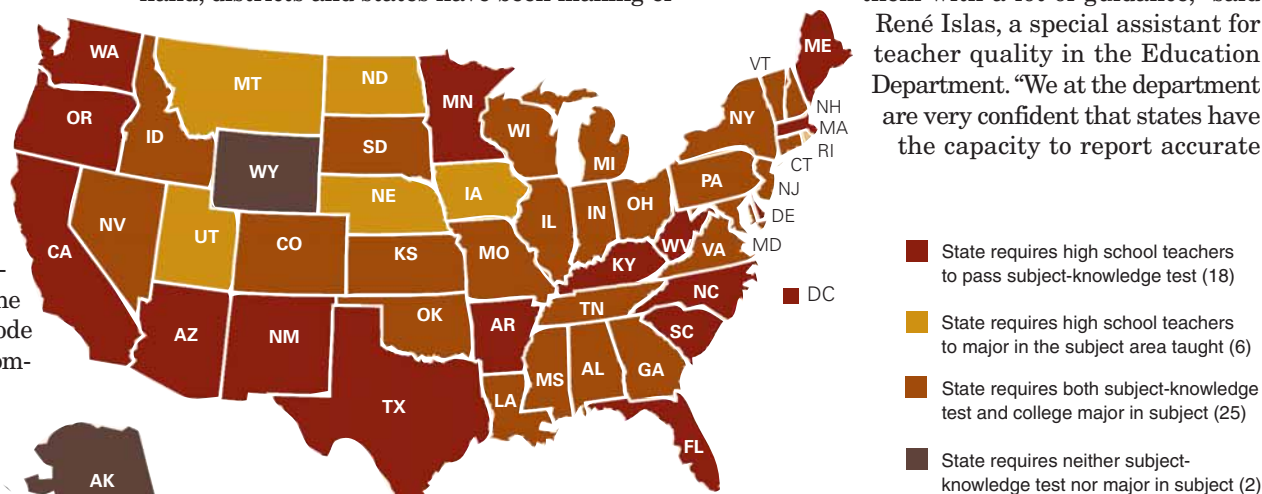 them with a lot of guidance,” said
René Islas, a special assistant for
teacher quality in the Education
Department. “We at the department
are very confident that states have
the capacity to report accurate
WA
OR
CA
ID
NV
MT
WY
UT
AZ
ND
SD
NE
CO
NM
KS
OK
TX
MN
IA
MO
AR
LA
WI
IL
MI
IN
OH
KY
TN
MS
AL
GA
FL
SC
NC
VA
WV
PA
NY
VT
ME
NH
MA
RI
CT
NJ
DE
MD
DC
AK
State requires high school teachers
to pass subject-knowledge test (18)
State requires high school teachers
to major in the subject area taught (6)
State requires both subject-knowledge
test and college major in subject (25)
State requires neither subject-
knowledge test nor major in subject (2)